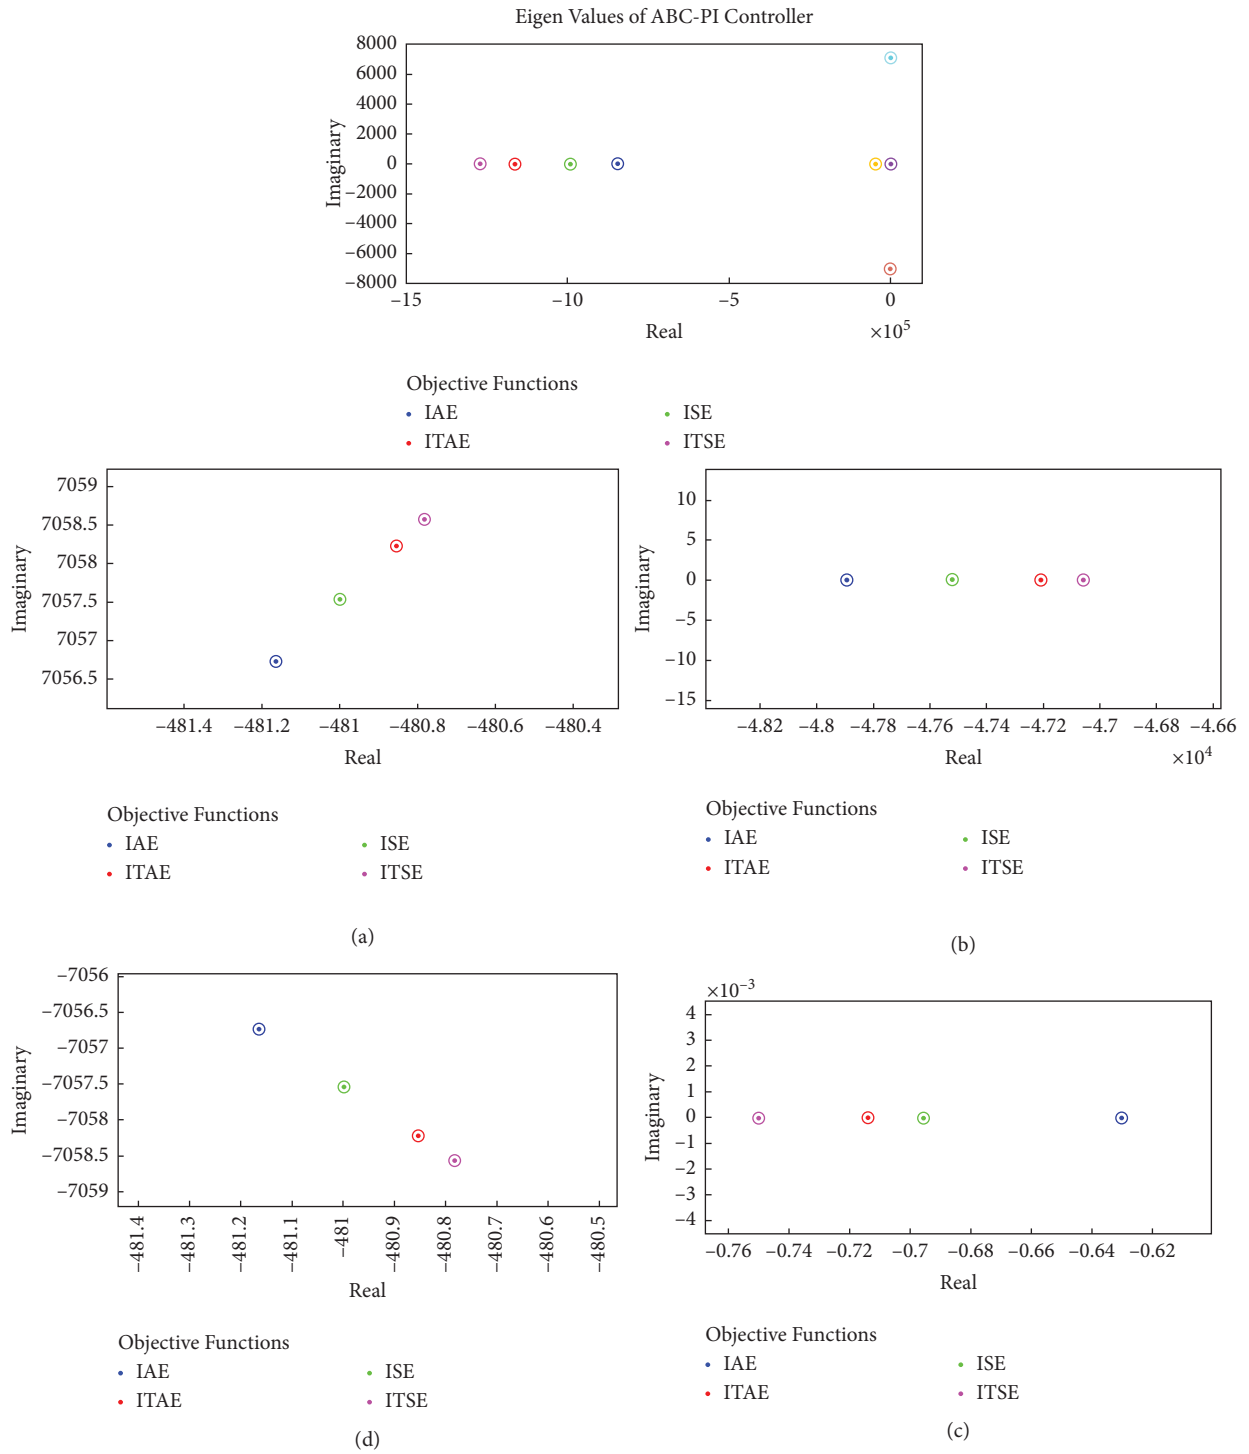 Eigen Values of ABC-PI Controller
8000
6000
4000
2000
0
−2000
−4000
−6000
−8000
Imaginary
−15 −10 −5 0
Real ×10⁵
Objective Functions
IAE ISE
ITAE ITSE
7059
7058.5
7058
7057.5
7057
7056.5
Imaginary
−481.4 −481.2 −481 −480.8 −480.6 −480.4
Real
Objective Functions
IAE ISE
ITAE ITSE
(a)
10
5
0
−5
−10
−15
Imaginary
−4.82 −4.8 −4.78 −4.76 −4.74 −4.72 −4.7 −4.68 −4.66
Real ×10⁴
Objective Functions
IAE ISE
ITAE ITSE
(b)
−7056
−7056.5
−7057
−7057.5
−7058
−7058.5
−7059
Imaginary
−481.4 −481.3 −481.2 −481.1 −481 −480.9 −480.8 −480.7 −480.6 −480.5
Real
Objective Functions
IAE ISE
ITAE ITSE
(d)
×10⁻³
4
3
2
1
0
−1
−2
−3
−4
Imaginary
−0.76 −0.74 −0.72 −0.7 −0.68 −0.66 −0.64 −0.62
Real
Objective Functions
IAE ISE
ITAE ITSE
(c)